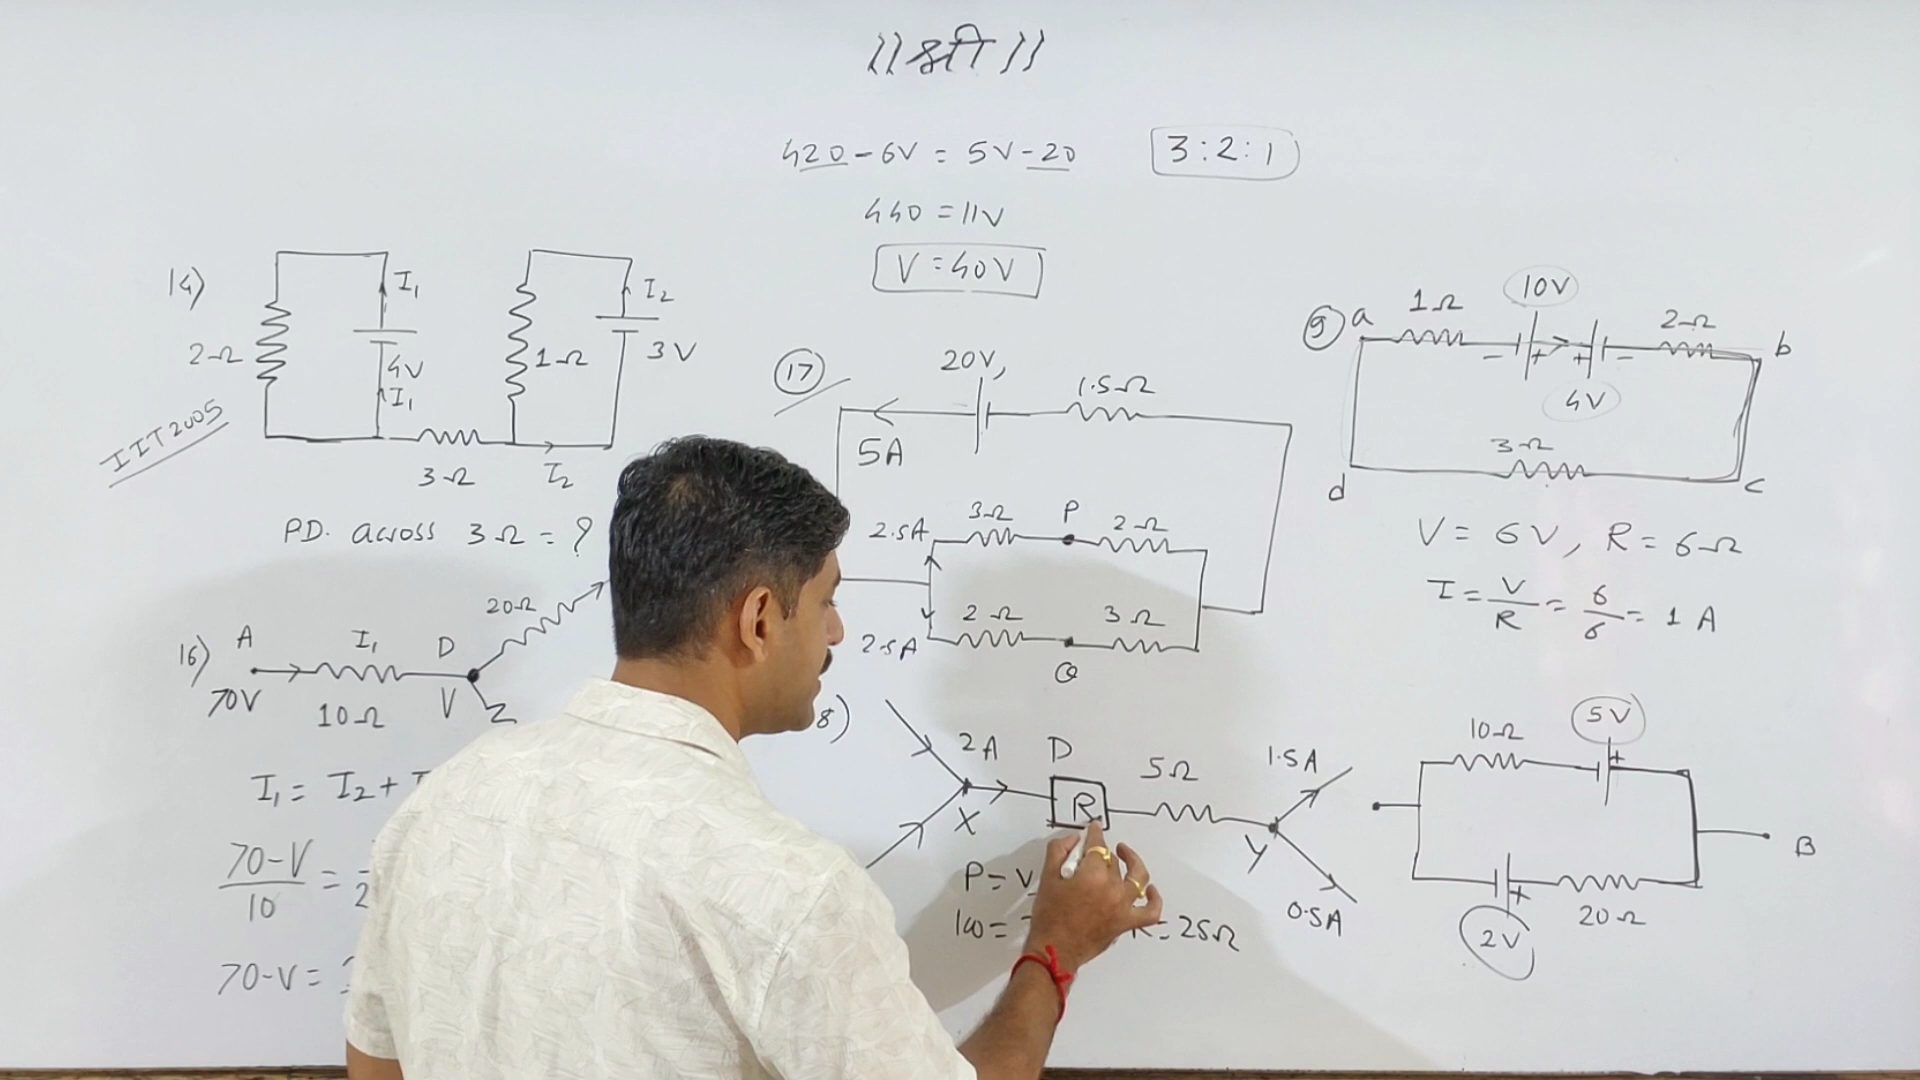 ॥ श्री ॥
420 - 6V = 5V - 20
3 : 2 : 1
440 = 11V
V = 40V
14)
I₁
2Ω
4V
I₁
I₂
1Ω
3V
3Ω
I₂
IIT 2005
P.D. across 3Ω = ?
16)
A
70V
I₁
10Ω
D
V
20Ω
I₁ = I₂ +
70-V
10
=
2
70-V =
17
20V,
1.5Ω
5A
2.5A
3Ω
P
2Ω
2.5A
2Ω
Q
3Ω
9
a
1Ω
10V
- + + -
4V
2Ω
b
3Ω
d
c
V = 6V, R = 6Ω
I = V/R = 6/6 = 1 A
8)
2A
X
D
R
5Ω
Y
1.5A
0.5A
P = V
100 =
= 25Ω
10Ω
5V
+
2V
+
20Ω
B